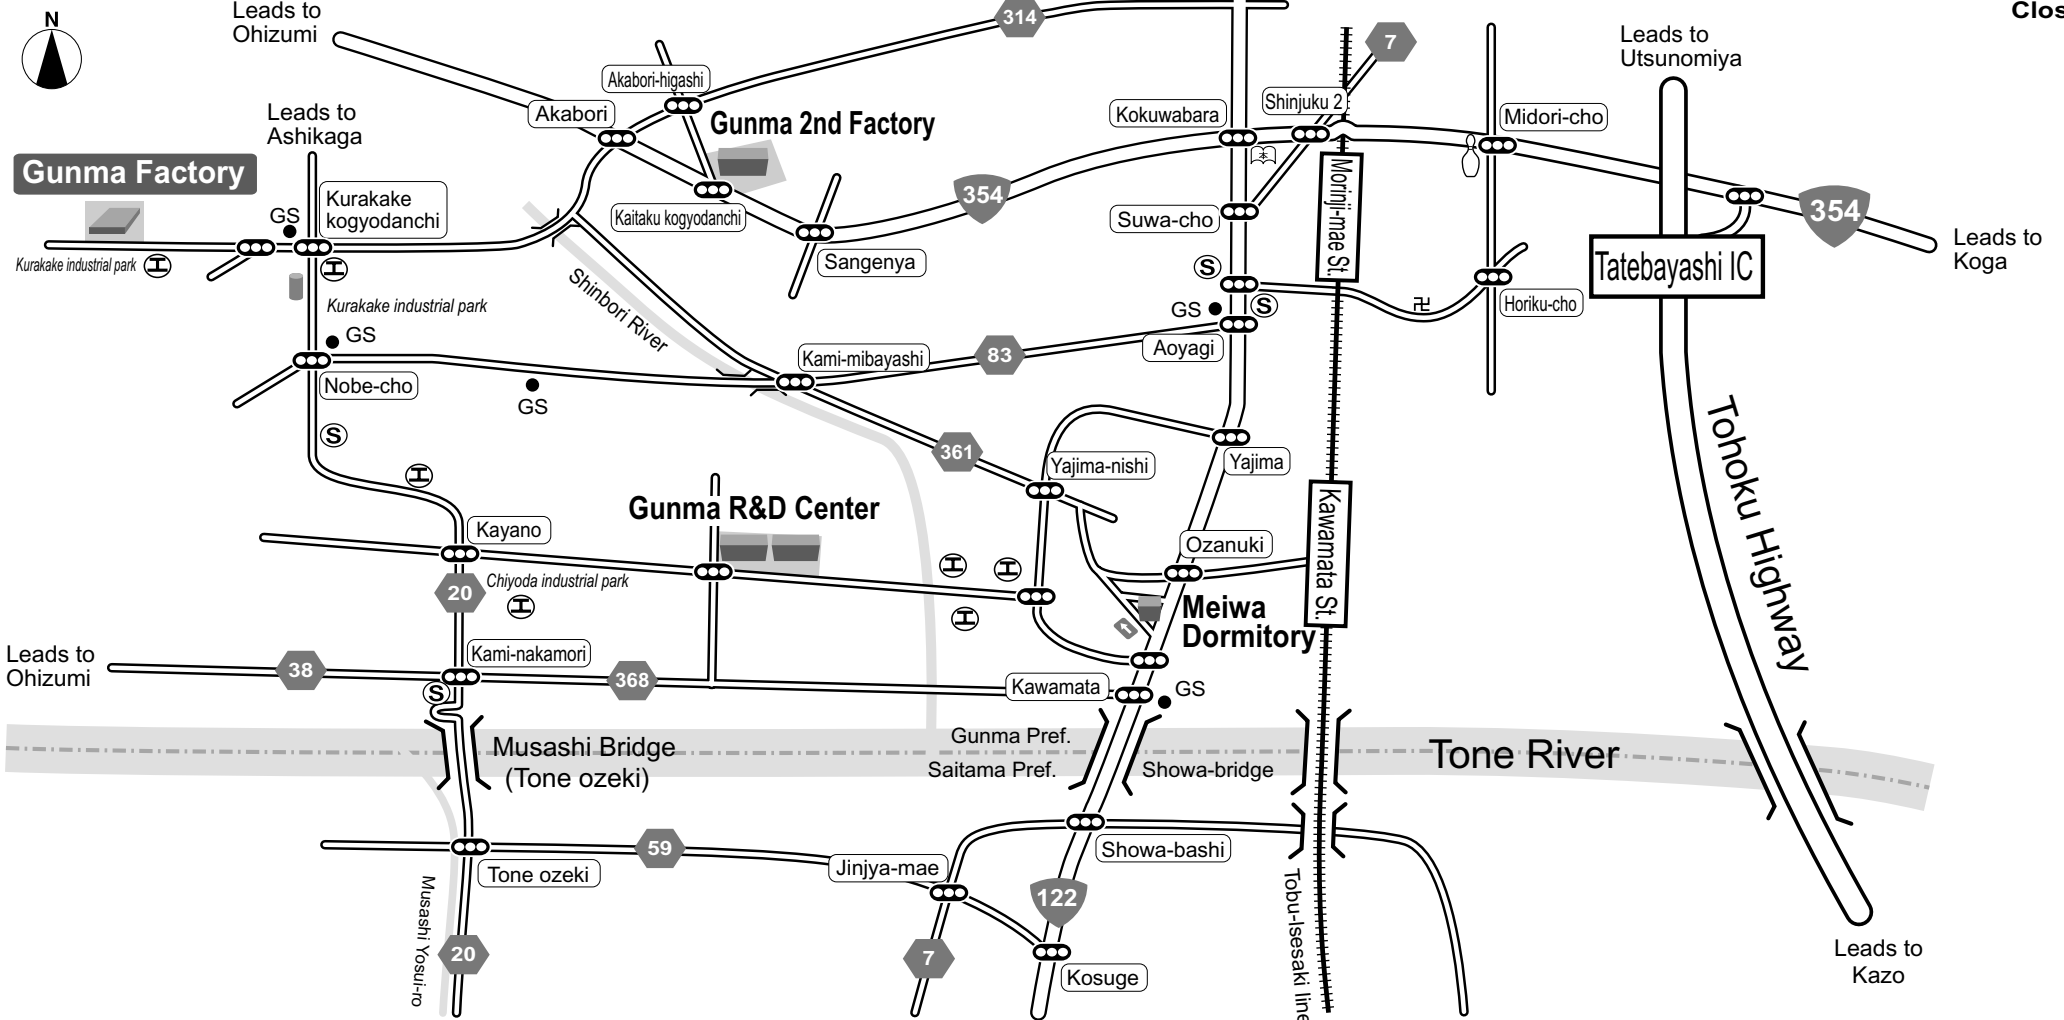 Leads to
Ohizumi
314
Clos
N
7
Leads to
Utsunomiya
Akabori-higashi
Akabori
Gunma 2nd Factory
Kokuwabara
Shinjuku 2
Midori-cho
Leads to
Ashikaga
Gunma Factory
Kurakake
kogyodanchi
GS
Kaitaku kogyodanchi
354
Suwa-cho
Morinji-mae St.
354
Leads to
Koga
Kurakake industrial park
Sangenya
Tatebayashi IC
S
Shinbori River
Kurakake industrial park
GS
S
卍
Horiku-cho
GS
Aoyagi
Kami-mibayashi
83
Nobe-cho
GS
S
361
Yajima-nishi
Yajima
Tohoku Highway
Gunma R&D Center
Kawamata St.
Kayano
Ozanuki
Chiyoda industrial park
20
Meiwa
Dormitory
Leads to
Ohizumi
38
Kami-nakamori
368
S
Kawamata
GS
Musashi Bridge
(Tone ozeki)
Gunma Pref.
Saitama Pref.
Showa-bridge
Tone River
59
Showa-bashi
Tone ozeki
Jinjya-mae
Musashi Yosui-ro
122
Tobu-Isesaki line
20
7
Kosuge
Leads to
Kazo